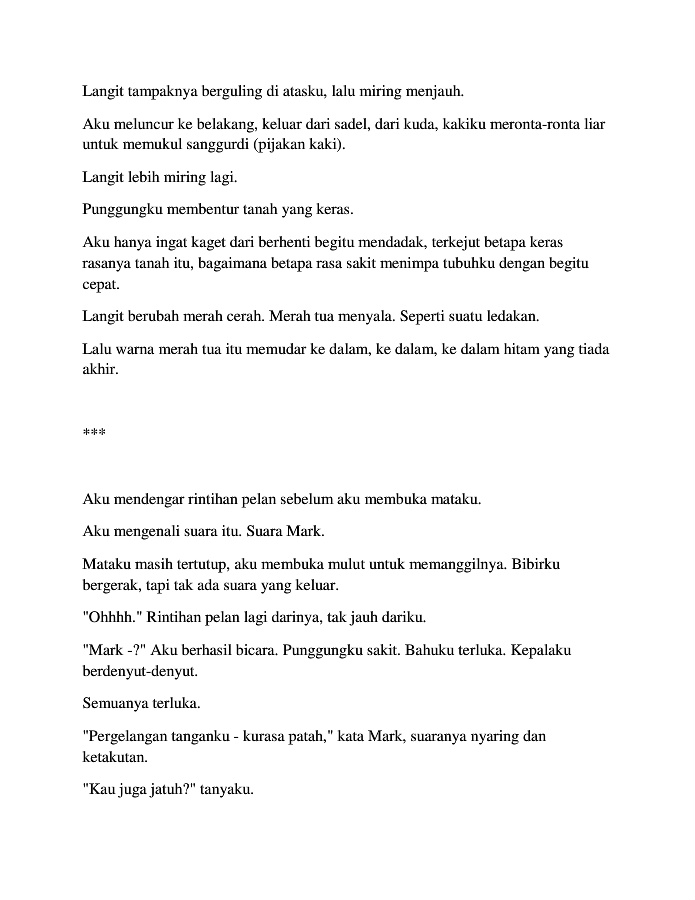 Langit tampaknya berguling di atasku, lalu miring menjauh.
Aku meluncur ke belakang, keluar dari sadel, dari kuda, kakiku meronta-ronta liar
untuk memukul sanggurdi (pijakan kaki).
Langit lebih miring lagi.
Punggungku membentur tanah yang keras.
Aku hanya ingat kaget dari berhenti begitu mendadak, terkejut betapa keras
rasanya tanah itu, bagaimana betapa rasa sakit menimpa tubuhku dengan begitu
cepat.
Langit berubah merah cerah. Merah tua menyala. Seperti suatu ledakan.
Lalu warna merah tua itu memudar ke dalam, ke dalam, ke dalam hitam yang tiada
akhir.
***
Aku mendengar rintihan pelan sebelum aku membuka mataku.
Aku mengenali suara itu. Suara Mark.
Mataku masih tertutup, aku membuka mulut untuk memanggilnya. Bibirku
bergerak, tapi tak ada suara yang keluar.
"Ohhhh." Rintihan pelan lagi darinya, tak jauh dariku.
"Mark -?" Aku berhasil bicara. Punggungku sakit. Bahuku terluka. Kepalaku
berdenyut-denyut.
Semuanya terluka.
"Pergelangan tanganku - kurasa patah," kata Mark, suaranya nyaring dan
ketakutan.
"Kau juga jatuh?" tanyaku.